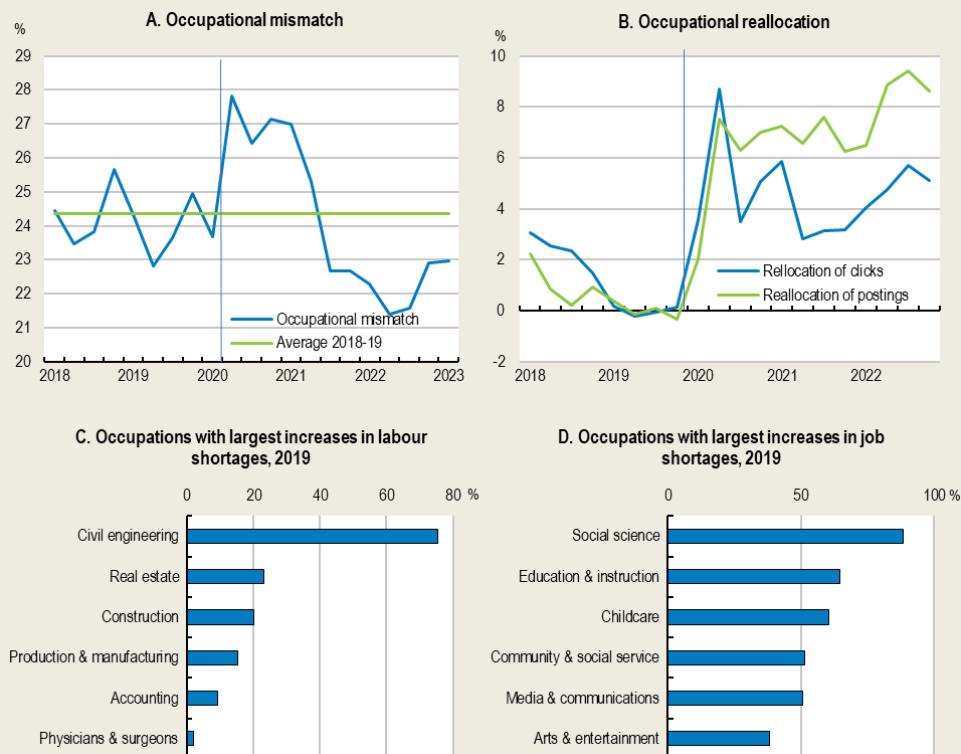 A. Occupational mismatch
%
29
28
27
26
25
24
23
22
21
20
Occupational mismatch
Average 2018-19
2018 2019 2020 2021 2022 2023
B. Occupational reallocation
%
10
8
6
4
2
0
-2
Rellocation of clicks
Reallocation of postings
2018 2019 2020 2021 2022
C. Occupations with largest increases in labour
shortages, 2019
0 20 40 60 80 %
Civil engineering
Real estate
Construction
Production & manufacturing
Accounting
Physicians & surgeons
D. Occupations with largest increases in job
shortages, 2019
0 50 100 %
Social science
Education & instruction
Childcare
Community & social service
Media & communications
Arts & entertainment